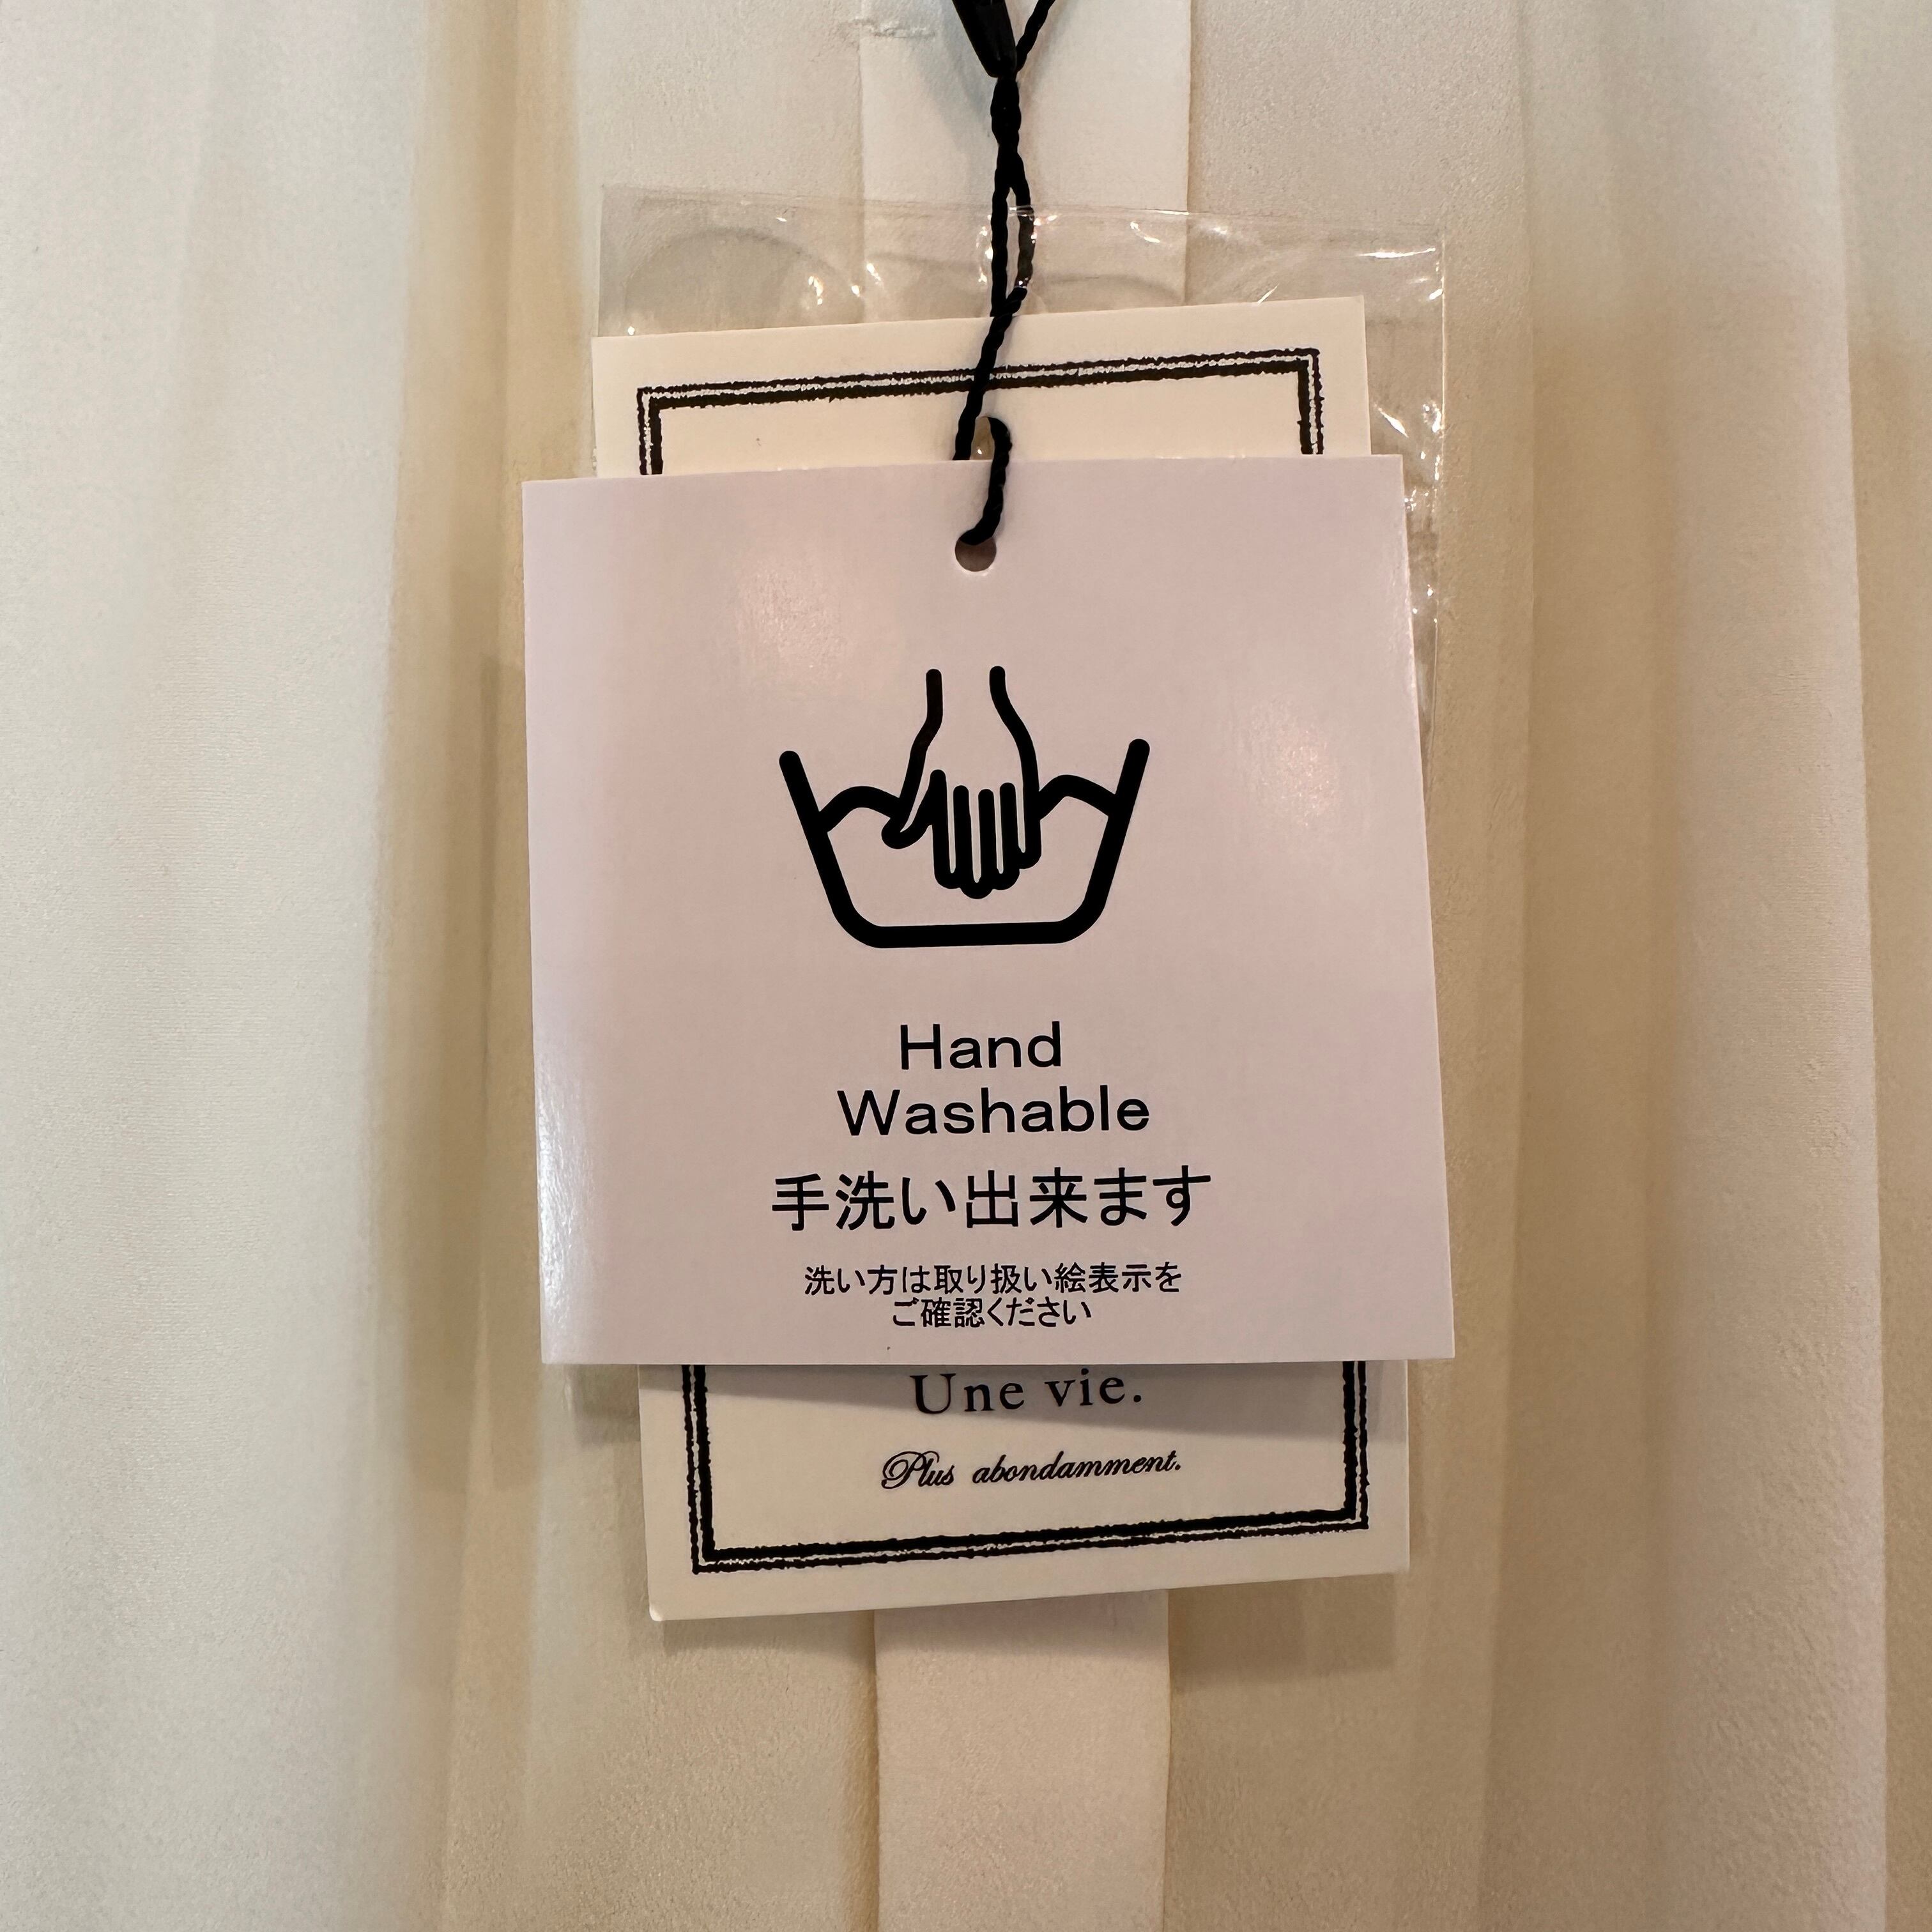 Hand
Washable
手洗い出来ます
洗い方は取り扱い絵表示を
ご確認ください
Une vie.
Plus abondamment.